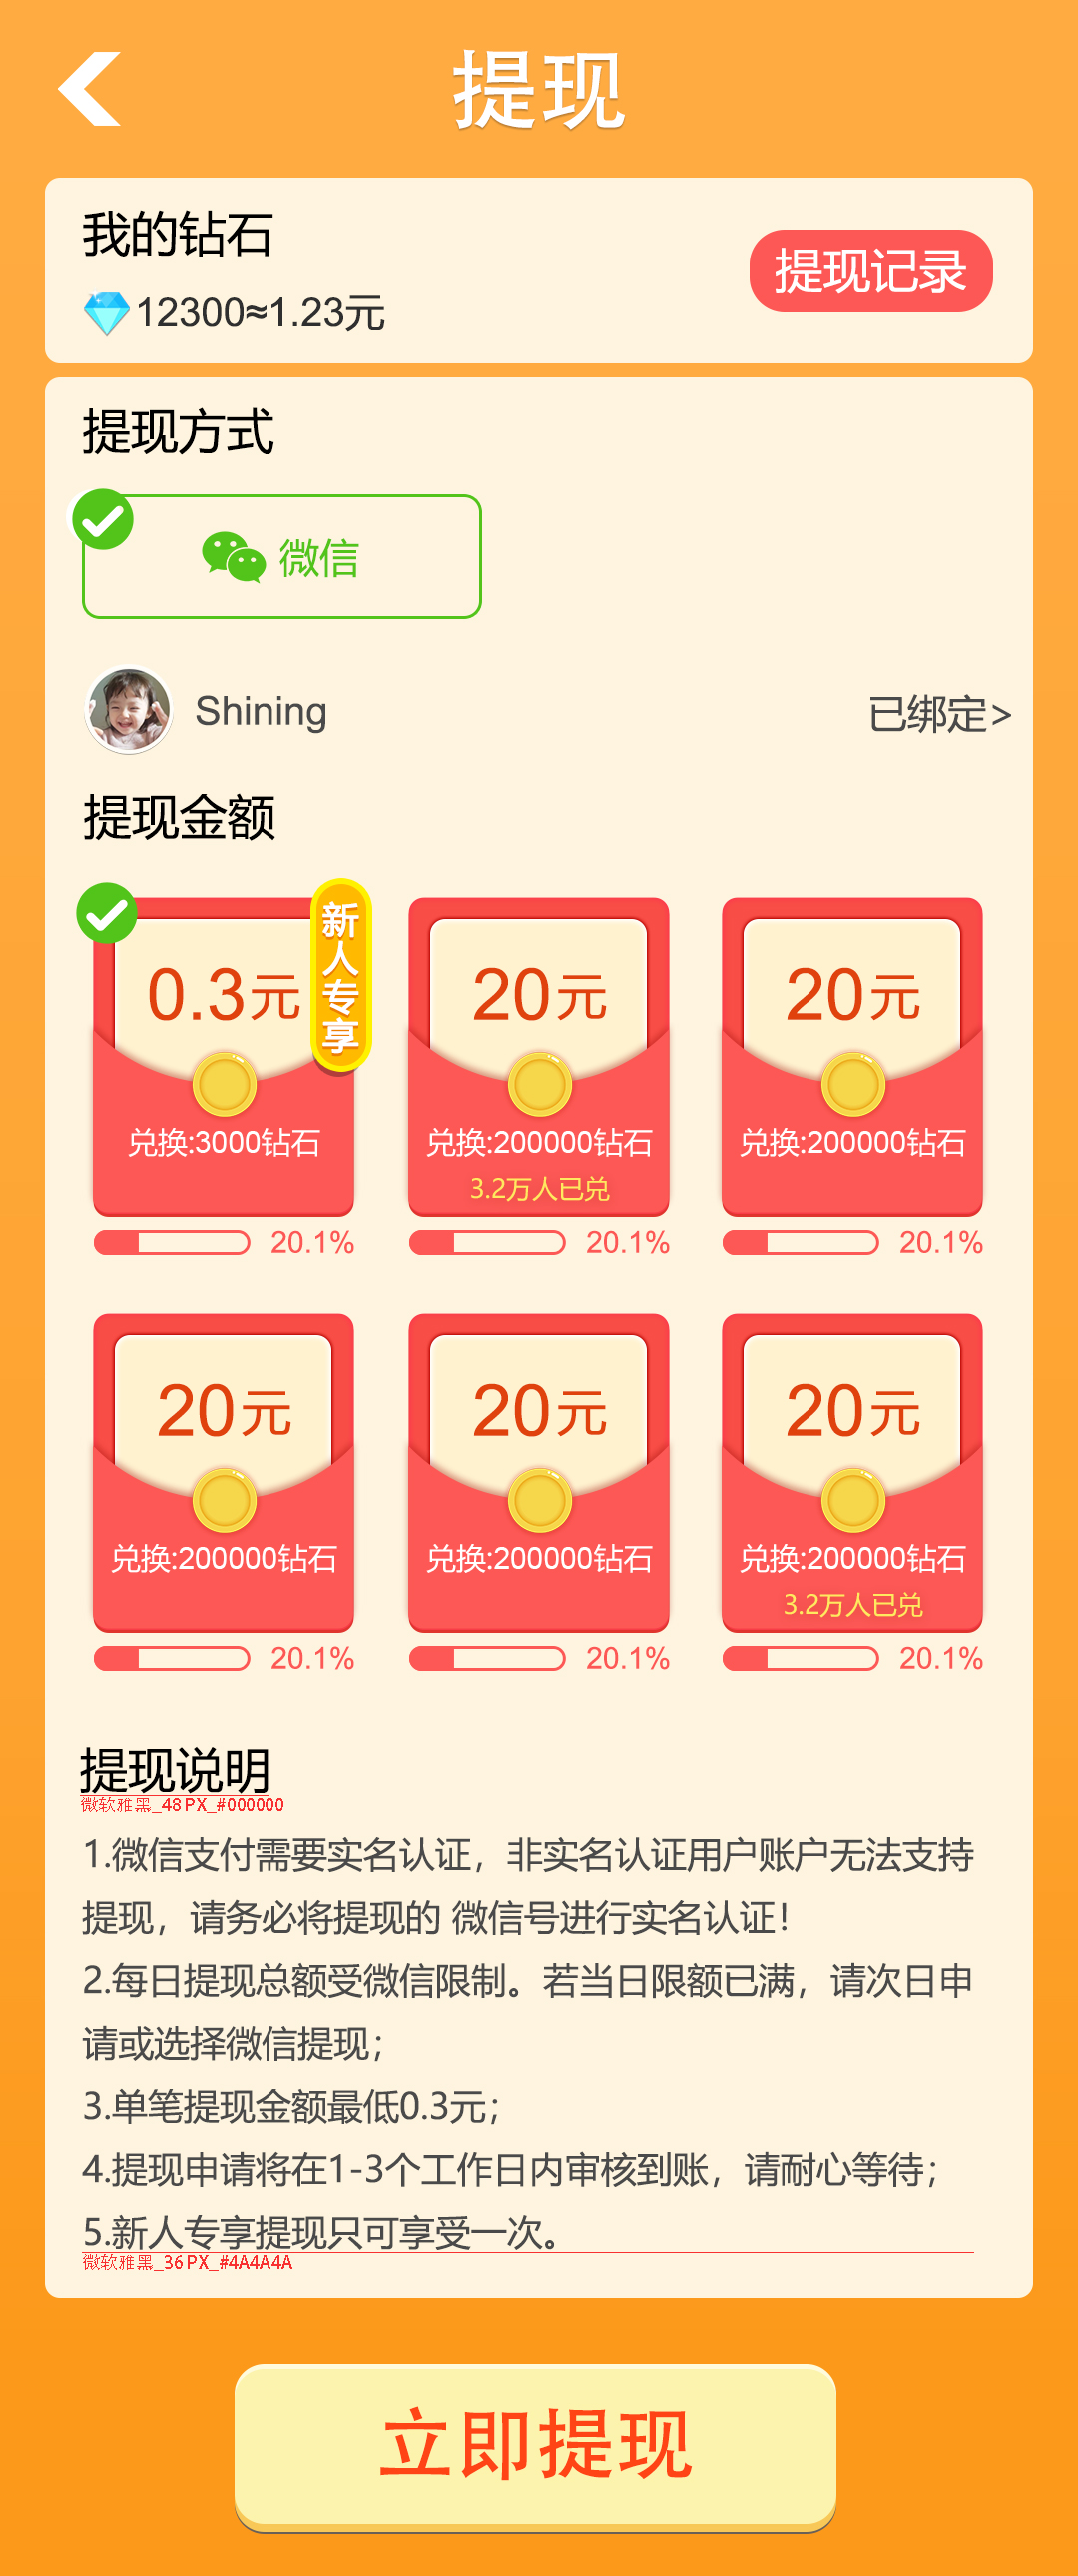 提现
我的钻石
12300≈1.23元
提现记录
提现方式
微信
Shining
已绑定>
提现金额
0.3元
新人专享
20元
20元
兑换:3000钻石
兑换:200000钻石
兑换:200000钻石
3.2万人已兑
20.1%
20.1%
20.1%
20元
20元
20元
兑换:200000钻石
兑换:200000钻石
兑换:200000钻石
3.2万人已兑
20.1%
20.1%
20.1%
提现说明
微软雅黑_48PX_#000000
1.微信支付需要实名认证，非实名认证用户账户无法支持
提现，请务必将提现的 微信号进行实名认证！
2.每日提现总额受微信限制。若当日限额已满，请次日申
请或选择微信提现；
3.单笔提现金额最低0.3元；
4.提现申请将在1-3个工作日内审核到账，请耐心等待；
5.新人专享提现只可享受一次。
微软雅黑_36PX_#4A4A4A
立即提现